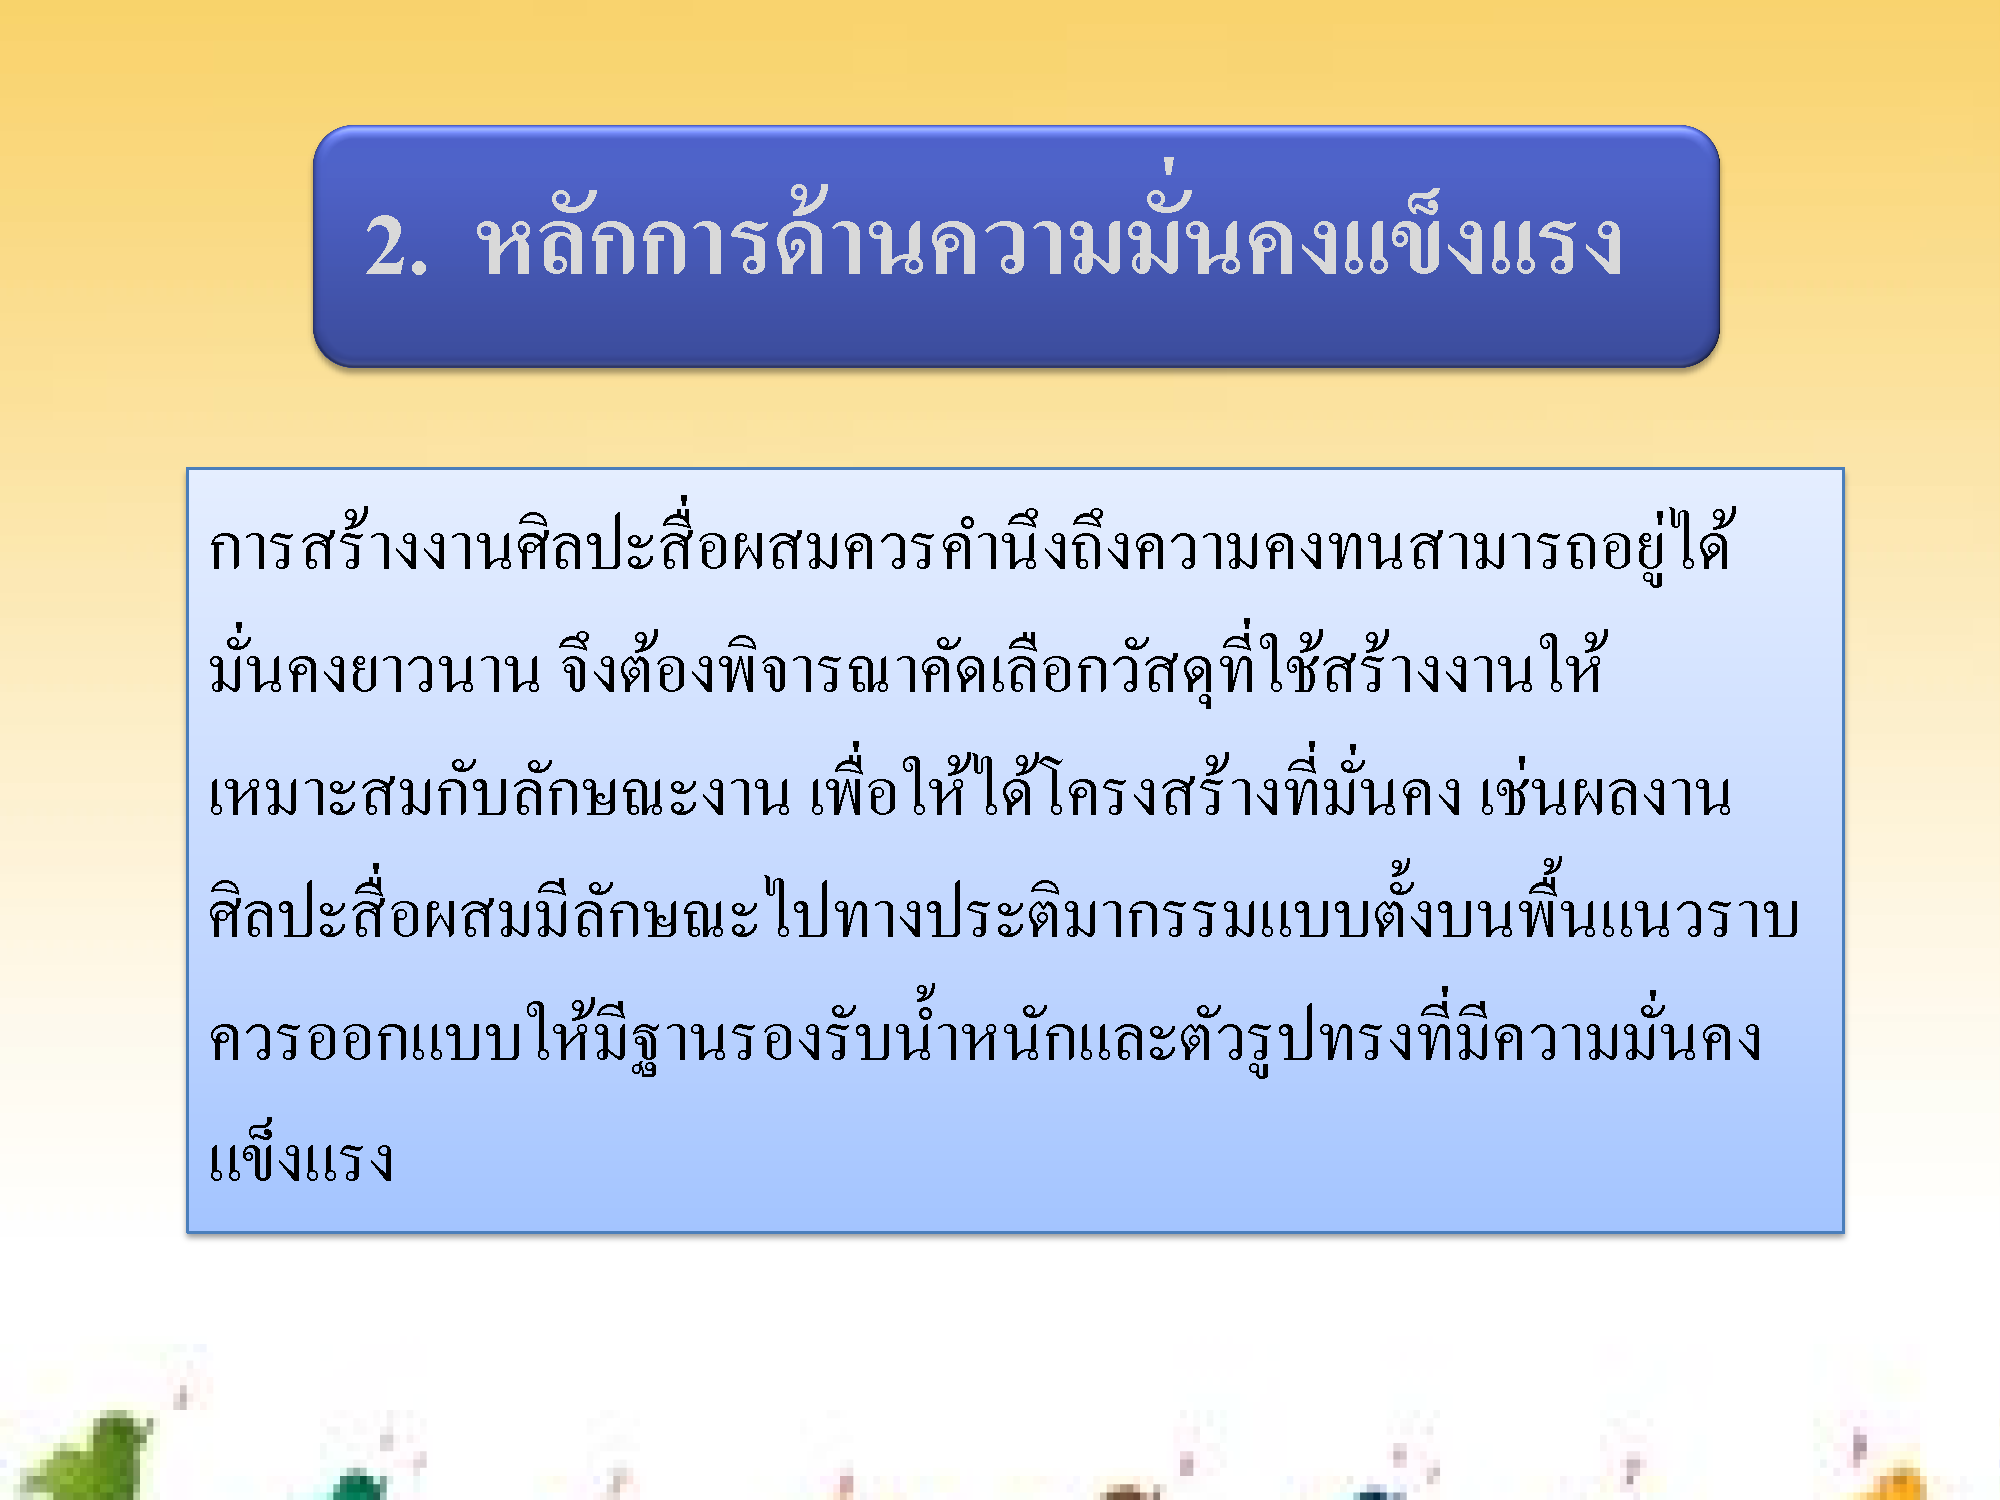 2. หลักการด้านความมั่นคงแข็งแรง
การสร้างงานศิลปะสื่อผสมควรคำนึงถึงความคงทนสามารถอยู่ได้
มั่นคงยาวนาน จึงต้องพิจารณาคัดเลือกวัสดุที่ใช้สร้างงานให้
เหมาะสมกับลักษณะงาน เพื่อให้ได้โครงสร้างที่มั่นคง เช่นผลงาน
ศิลปะสื่อผสมมีลักษณะไปทางประติมากรรมแบบตั้งบนพื้นแนวราบ
ควรออกแบบให้มีฐานรองรับน้ำหนักและตัวรูปทรงที่มีความมั่นคง
แข็งแรง